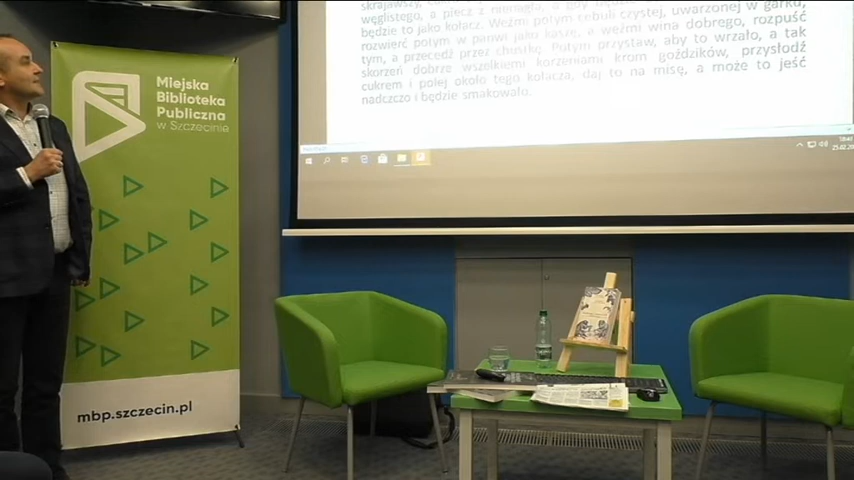 węglistego, a piecz z nienagła, a gdy będzie
będzie to jako kołacz. Weźmi potym cebuli czystej, uwarzonej w garku,
rozwierć potym w panwi jako kaszę, a weźmi wina dobrego, rozpuść
tym, a przecedź przez chustkę. Potym przystaw, aby to wrzało, a tak
skorzeń dobrze wszelkimi korzeniami krom goździków, przysłodź
cukrem i polej około tego kołacza, daj to na misę, a może to jeść
nadczczo i będzie smakowało.
Miejska
Biblioteka
Publiczna
w Szczecinie
mbp.szczecin.pl